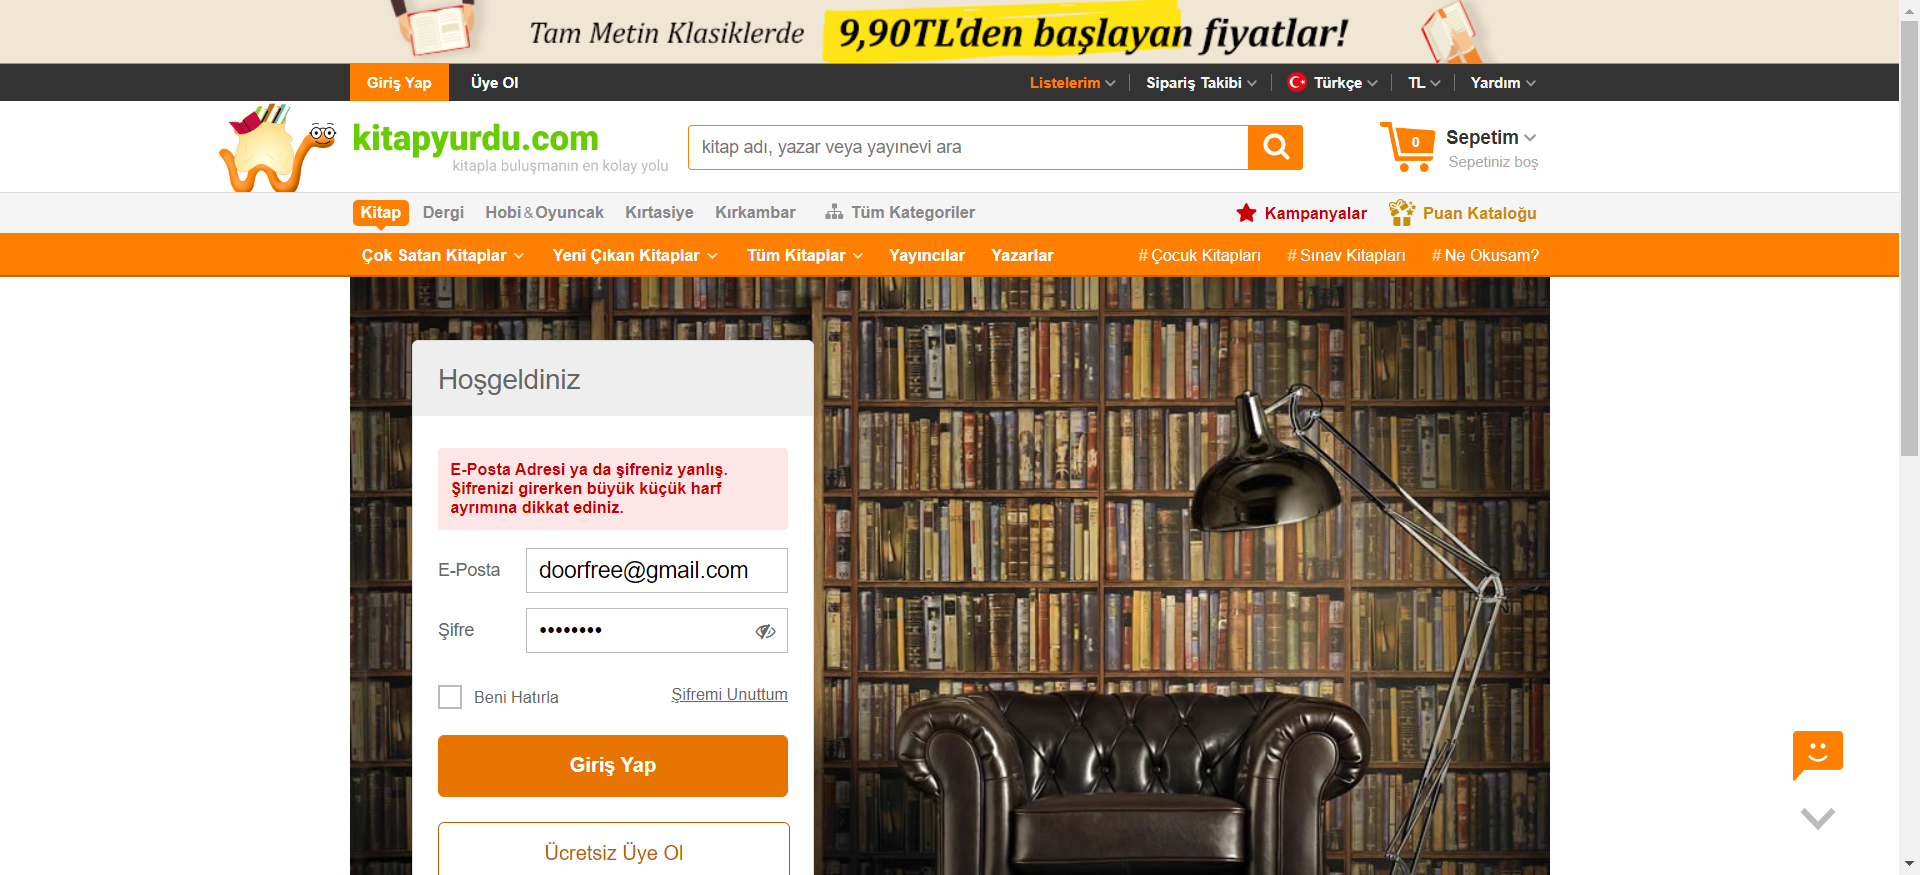 Tam Metin Klasiklerde 9,90TL'den başlayan fiyatlar!
Giriş Yap Üye Ol Listelerim Sipariş Takibi Türkçe TL Yardım
kitapyurdu.com
kitapla buluşmanın en kolay yolu
kitap adı, yazar veya yayınevi ara
0 Sepetim
Sepetiniz boş
Kitap Dergi Hobi&Oyuncak Kırtasiye Kırkambar Tüm Kategoriler Kampanyalar Puan Kataloğu
Çok Satan Kitaplar Yeni Çıkan Kitaplar Tüm Kitaplar Yayıncılar Yazarlar #Çocuk Kitapları #Sınav Kitapları #Ne Okusam?
Hoşgeldiniz
E-Posta Adresi ya da şifreniz yanlış.
Şifrenizi girerken büyük küçük harf
ayrımına dikkat ediniz.
E-Posta doorfree@gmail.com
Şifre ••••••••
Beni Hatırla Şifremi Unuttum
Giriş Yap
Ücretsiz Üye Ol